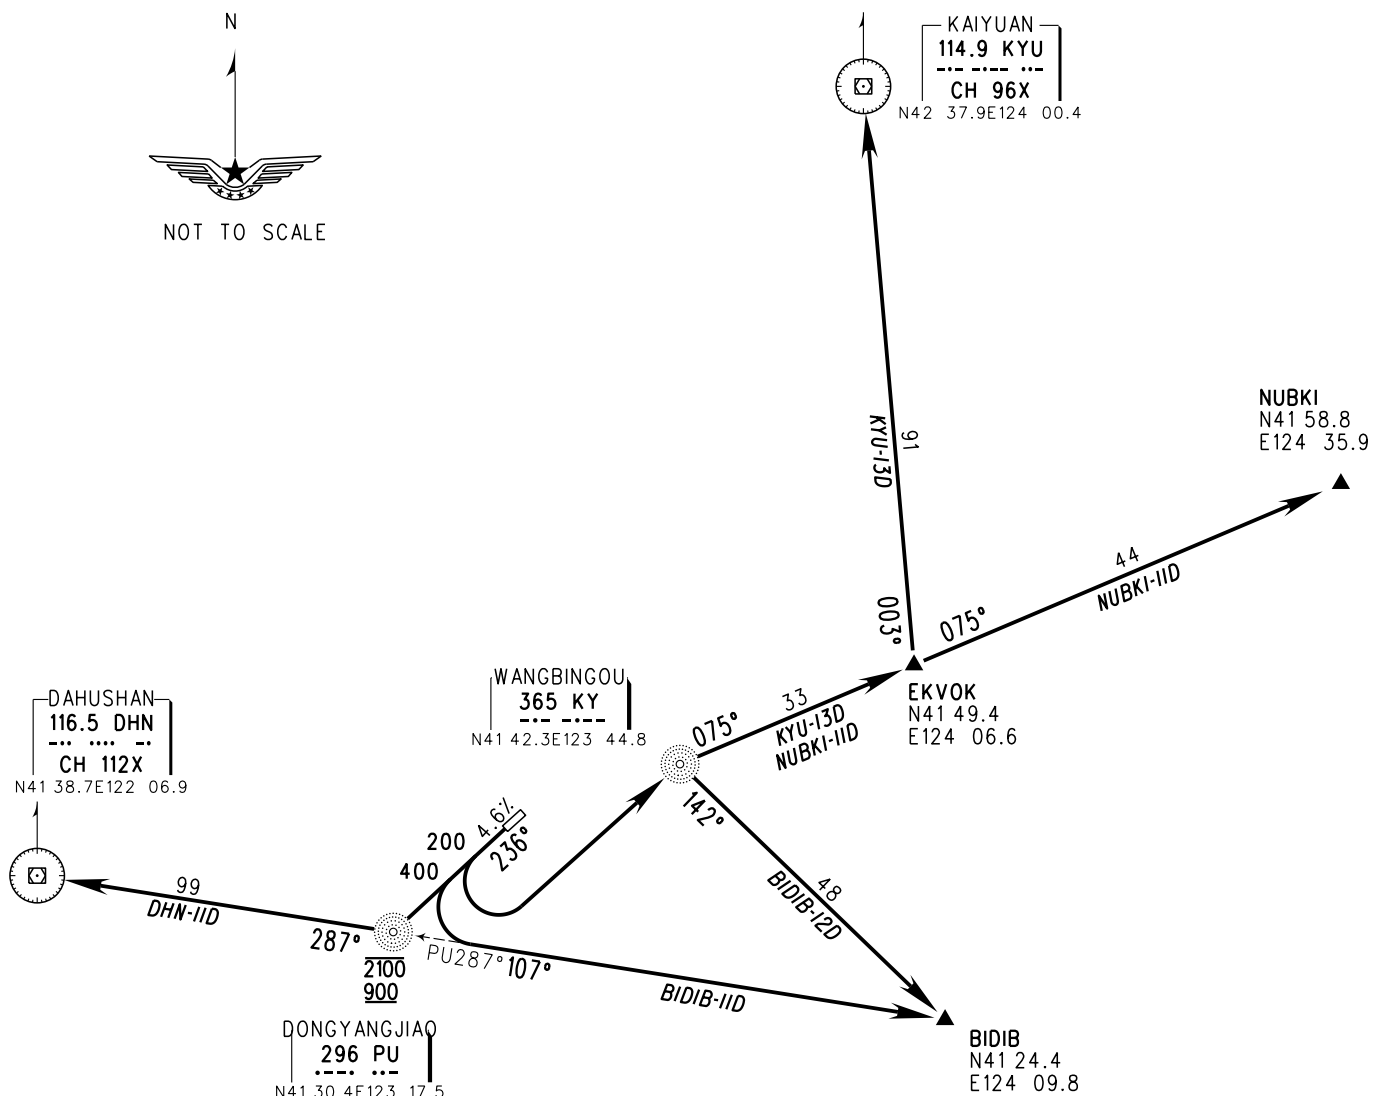 N
NOT TO SCALE
KAIYUAN
114.9 KYU
CH 96X
N42 37.9E124 00.4
KYU-13D
91
NUBKI
N41 58.8
E124 35.9
44
NUBKI-11D
003°
075°
EKVOK
N41 49.4
E124 06.6
WANGBINGOU
365 KY
N41 42.3E123 44.8
075°
33
KYU-13D
NUBKI-11D
142°
48
BIDIB-12D
DAHUSHAN
116.5 DHN
CH 112X
N41 38.7E122 06.9
99
DHN-11D
287°
200
400
4.6%
236°
2100
900
PU287°
107°
BIDIB-11D
DONGYANGJIAO
296 PU
N41 30.4E123 17.5
BIDIB
N41 24.4
E124 09.8